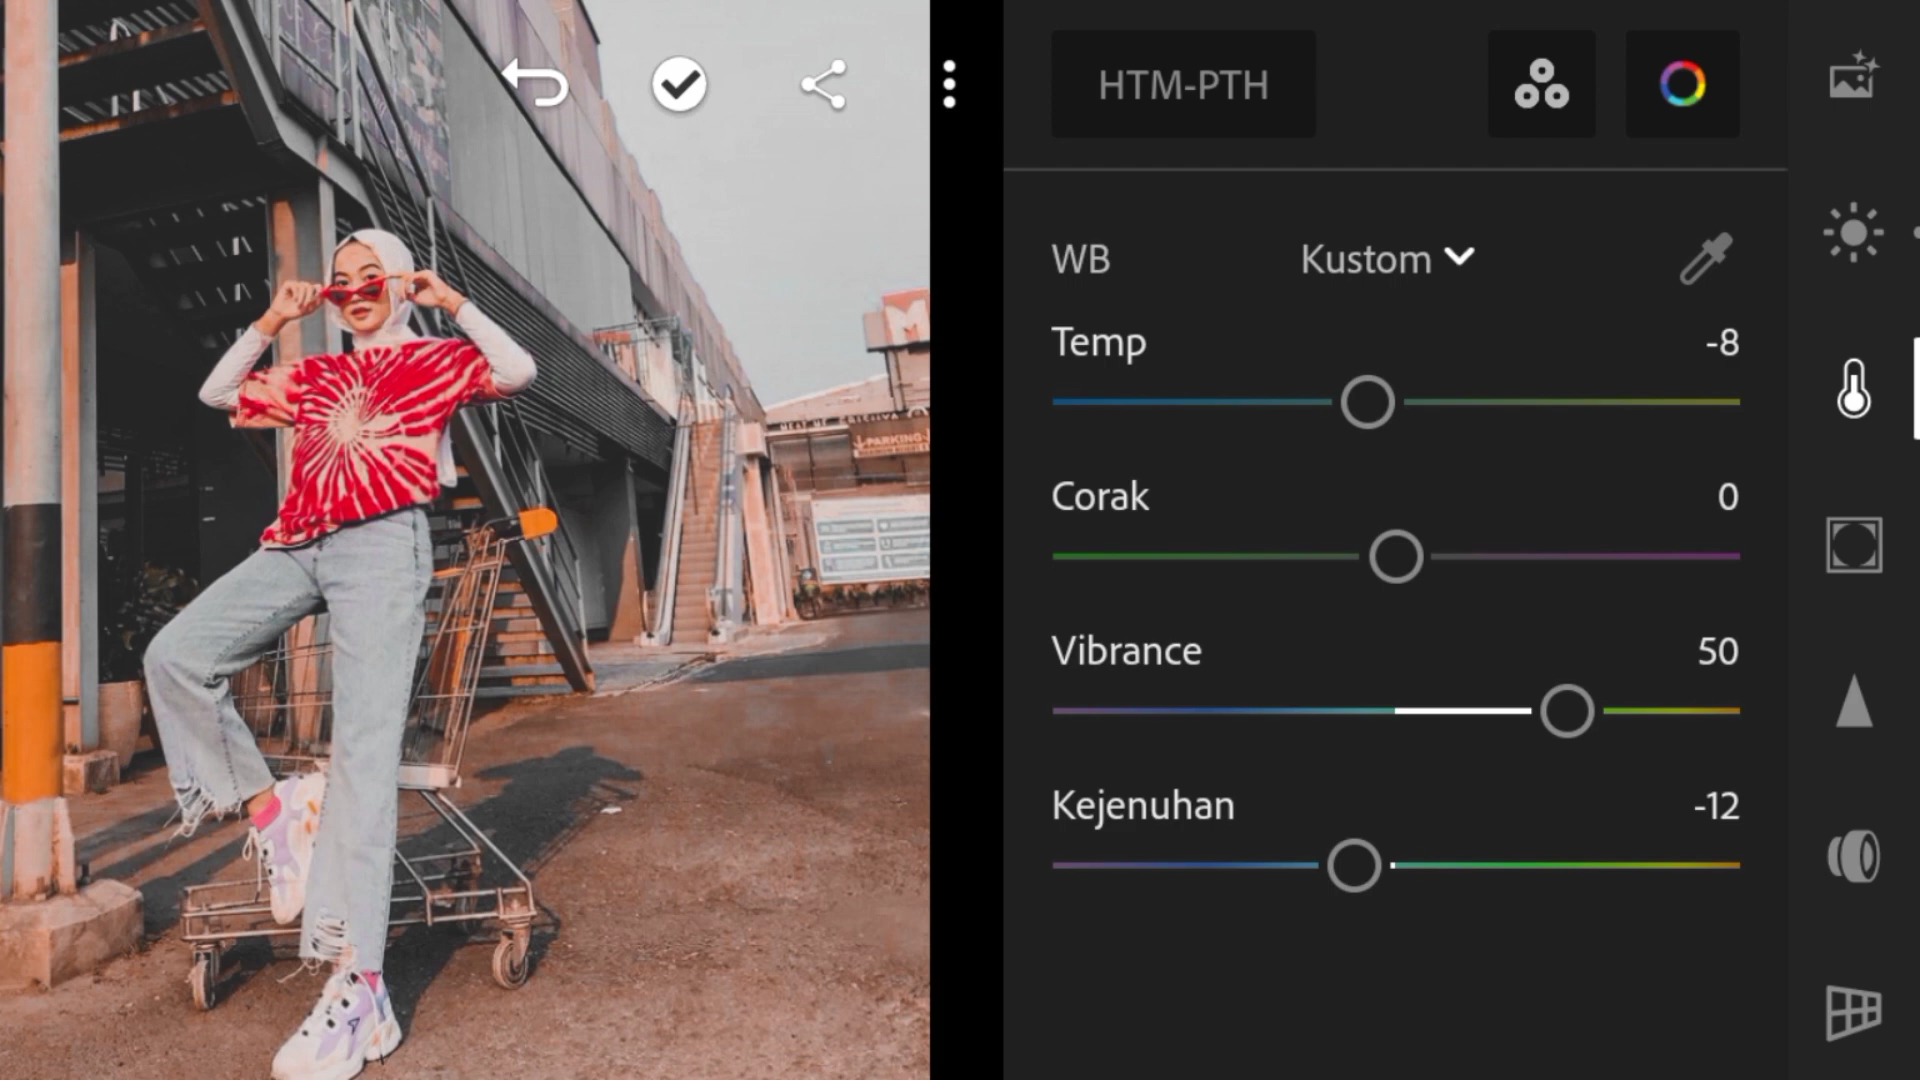 HTM-PTH
WB
Kustom
Temp
-8
Corak
0
Vibrance
50
Kejenuhan
-12
M
PARKING